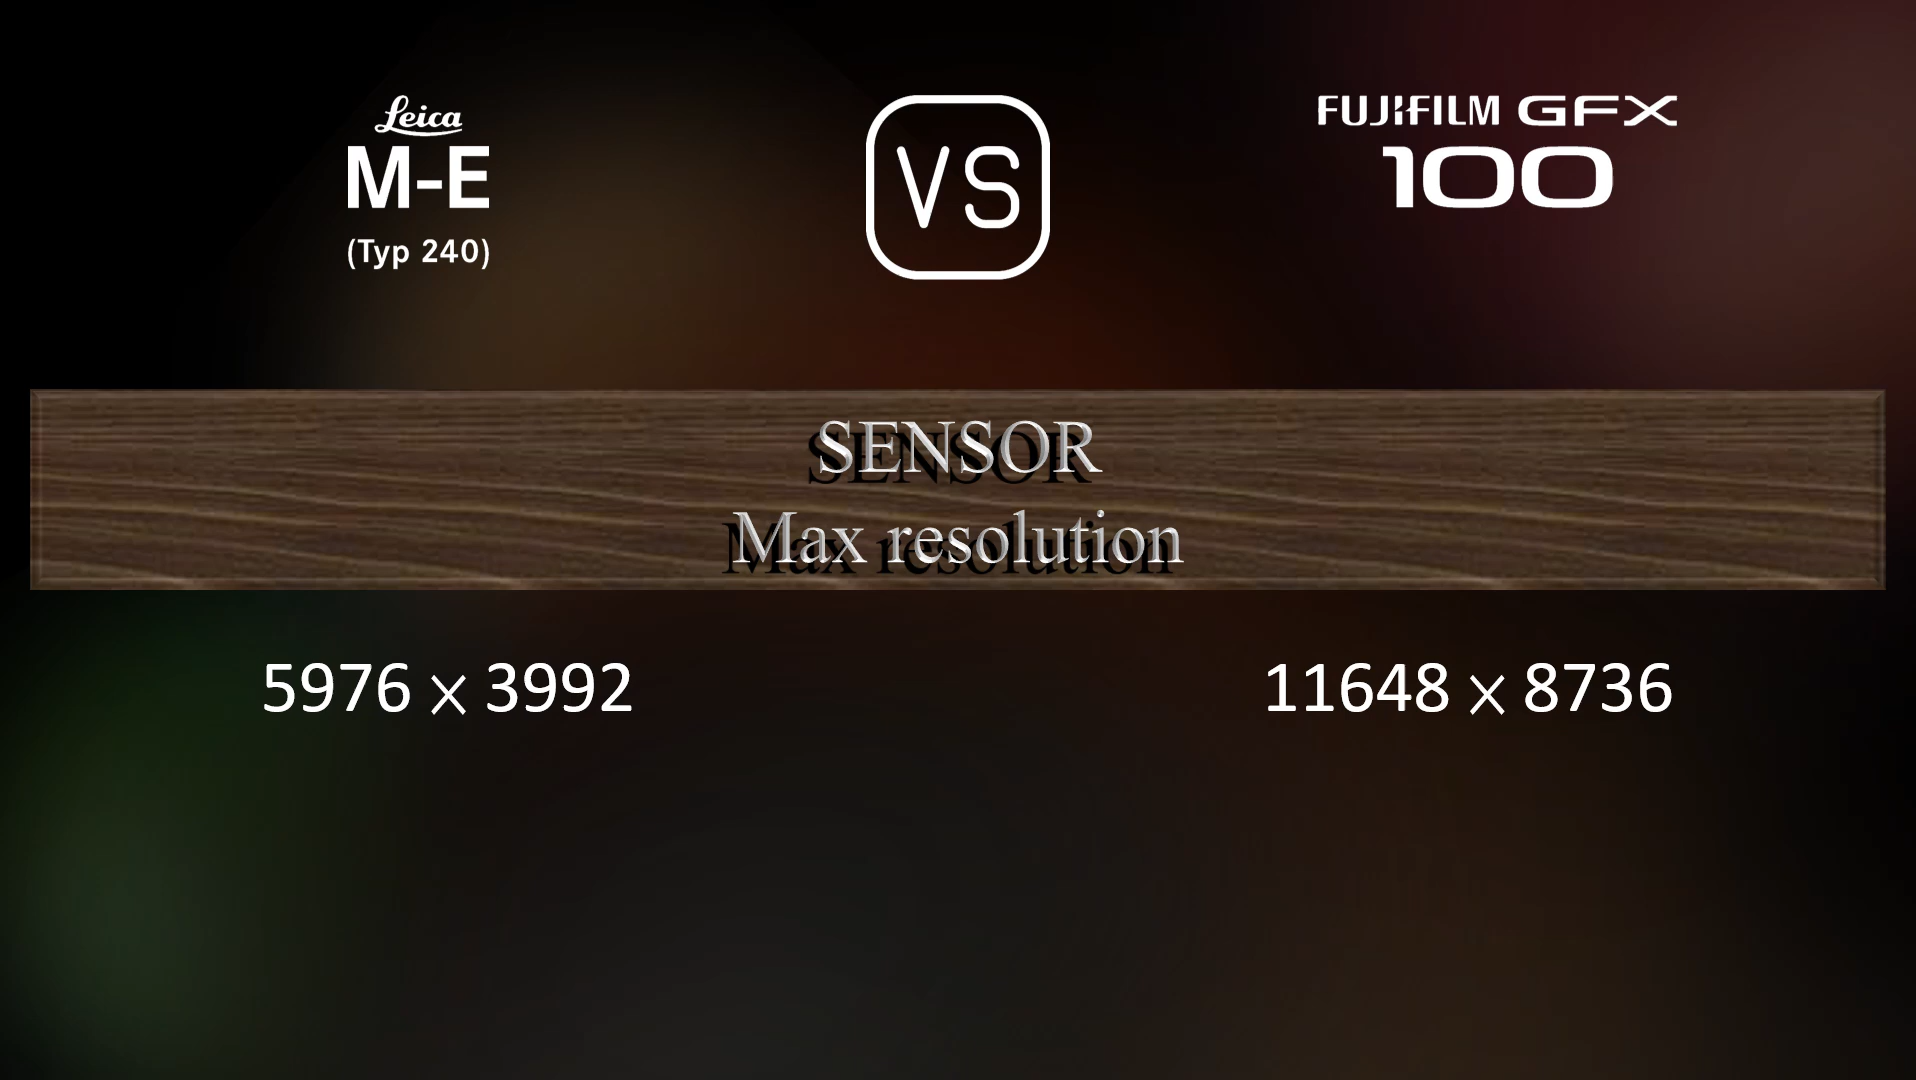 Leica
M-E
(Typ 240)
VS
FUJIFILM GFX
100
SENSOR
Max resolution
5976 x 3992
11648 x 8736